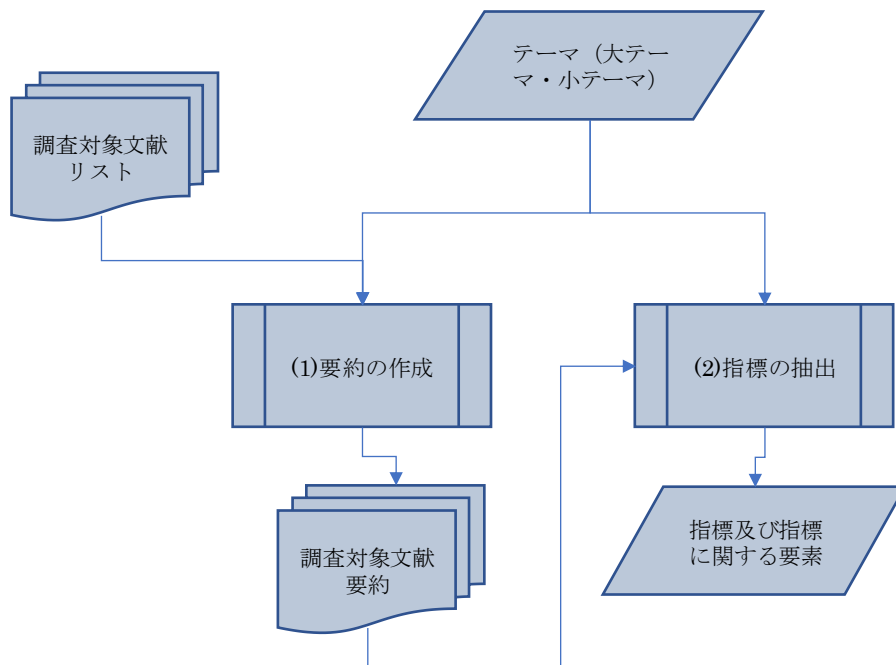 テーマ（大テー
マ・小テーマ）
調査対象文献
リスト
(1)要約の作成
(2)指標の抽出
調査対象文献
要約
指標及び指標
に関する要素